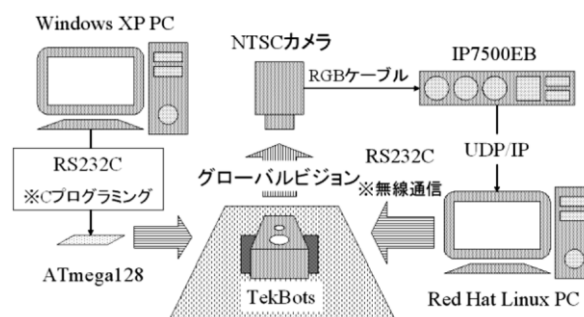 Windows XP PC
NTSCカメラ
IP7500EB
RGBケーブル
RS232C
※Cプログラミング
グローバルビジョン
RS232C
※無線通信
UDP/IP
ATmega128
TekBots
Red Hat Linux PC